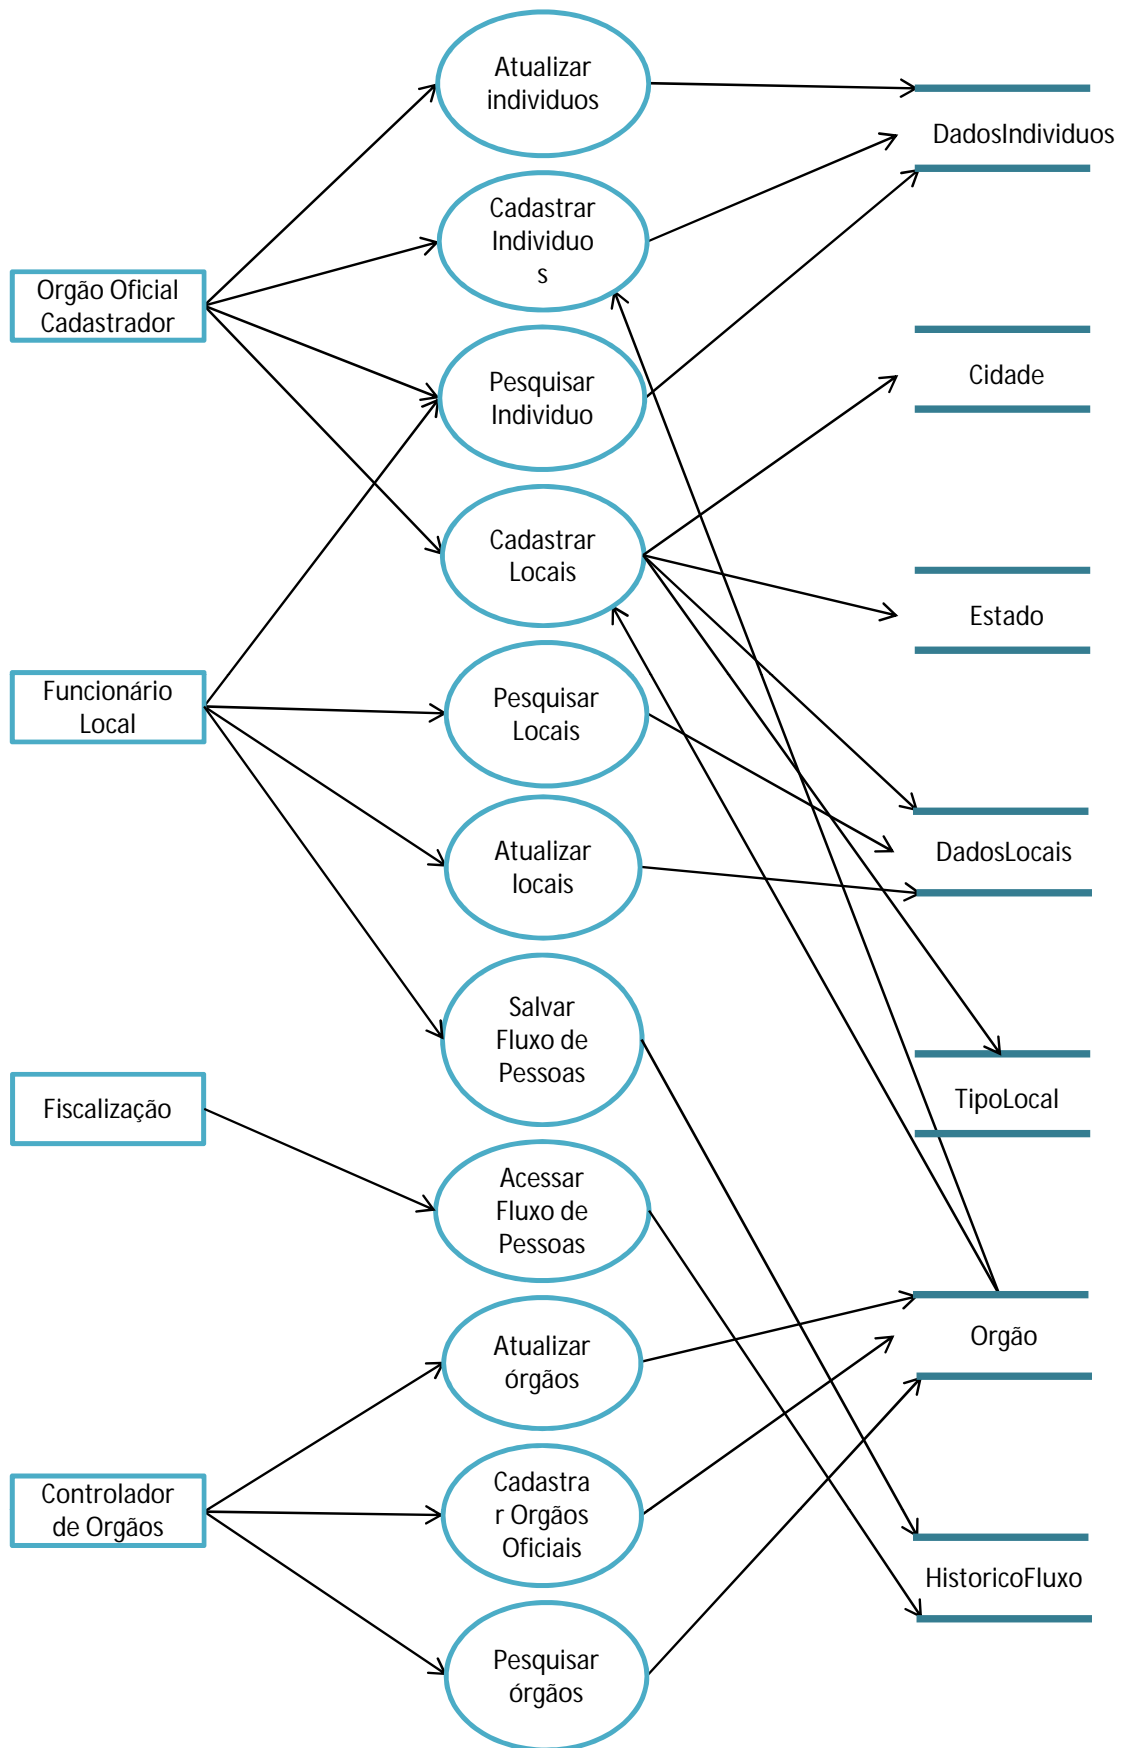 Atualizar
individuos
DadosIndividuos
Cadastrar
Individuo
s
Orgão Oficial
Cadastrador
Pesquisar
Individuo
Cidade
Cadastrar
Locais
Estado
Funcionário
Local
Pesquisar
Locais
Atualizar
locais
DadosLocais
Salvar
Fluxo de
Pessoas
Fiscalização
TipoLocal
Acessar
Fluxo de
Pessoas
Atualizar
órgãos
Orgão
Controlador
de Orgãos
Cadastra
r Orgãos
Oficiais
HistoricoFluxo
Pesquisar
órgãos